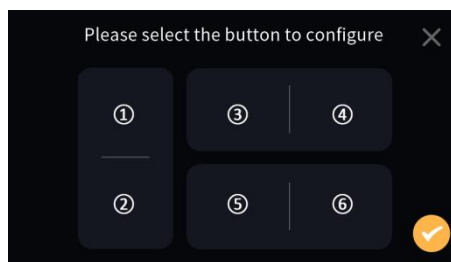 Please select the button to configure
① ③ ④
② ⑤ ⑥